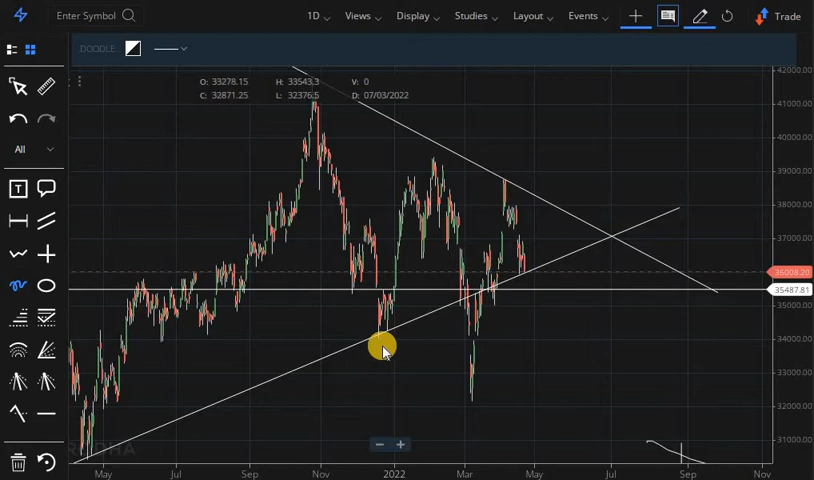 Enter Symbol 1D Views Display Studies Layout Events Trade
DOODLE
O: 33278.15 H: 33543.3 V: 0
C: 32871.25 L: 32376.5 D: 07/03/2022
All
T
42000.00
41000.00
40000.00
39000.00
38000.00
37000.00
36008.20
35487.81
35000.00
34000.00
33000.00
32000.00
31000.00
− +
May Jul Sep Nov 2022 Mar May Jul Sep Nov